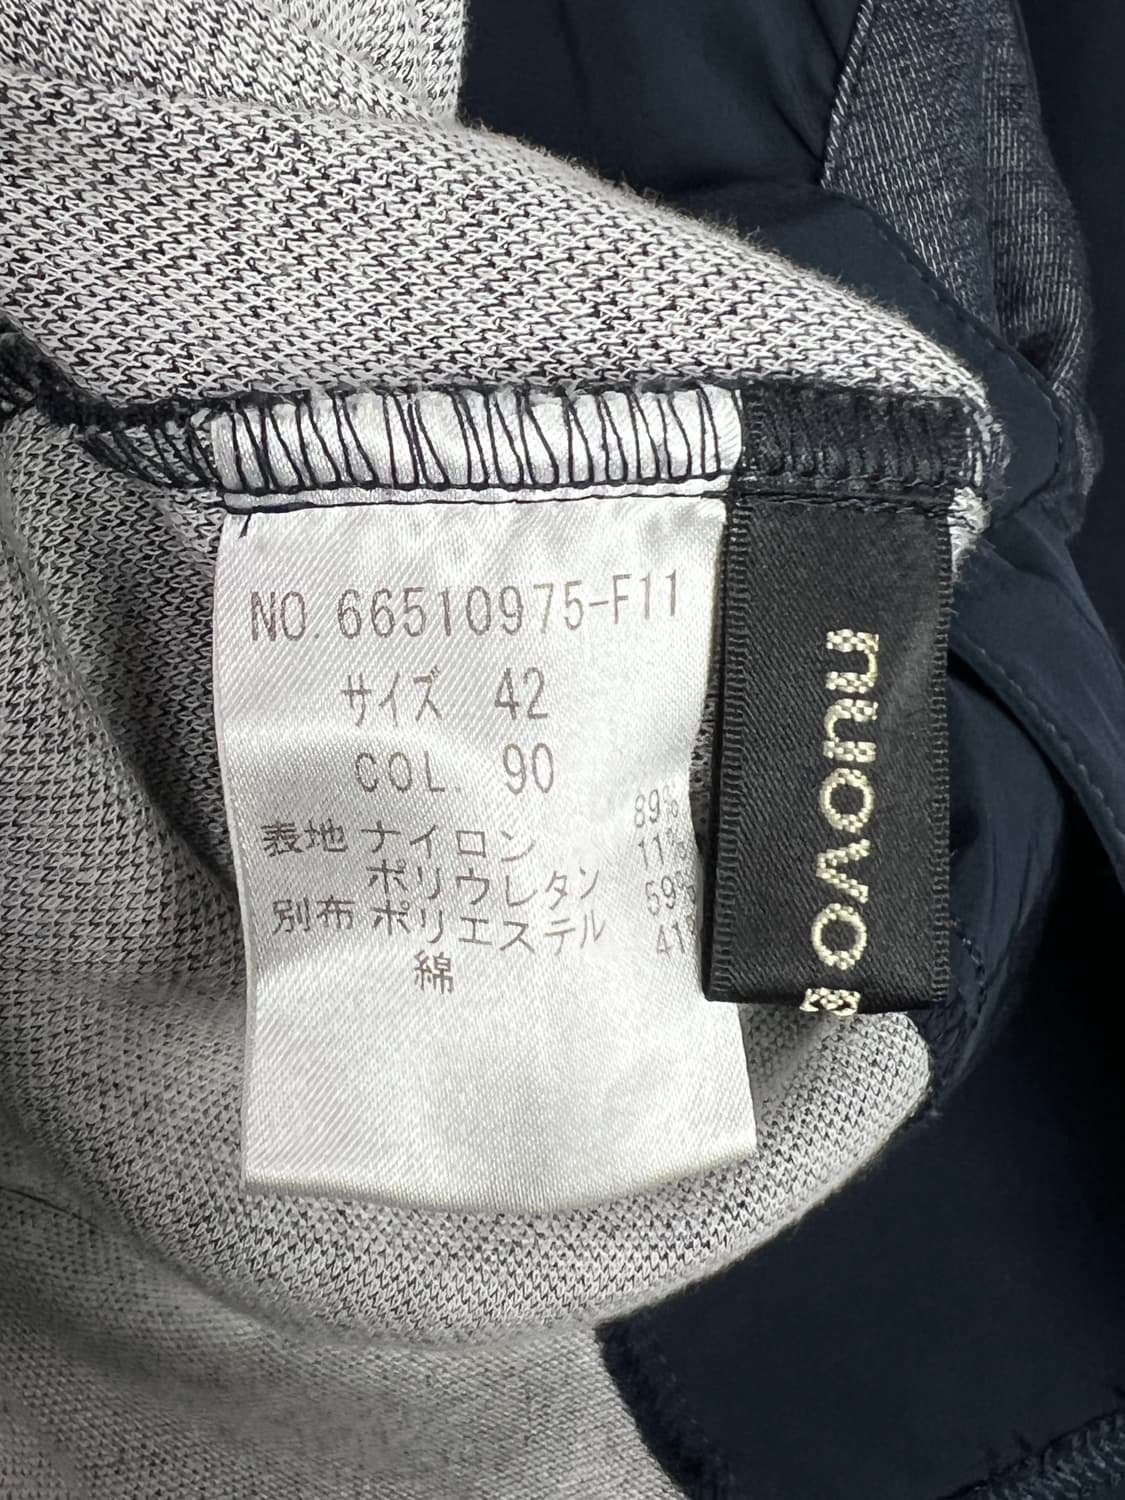 NO.66510975-F11
サイズ 42
COL. 90
表地 ナイロン 89%
ポリウレタン 11%
別布 ポリエステル 59%
綿 41
nuovo